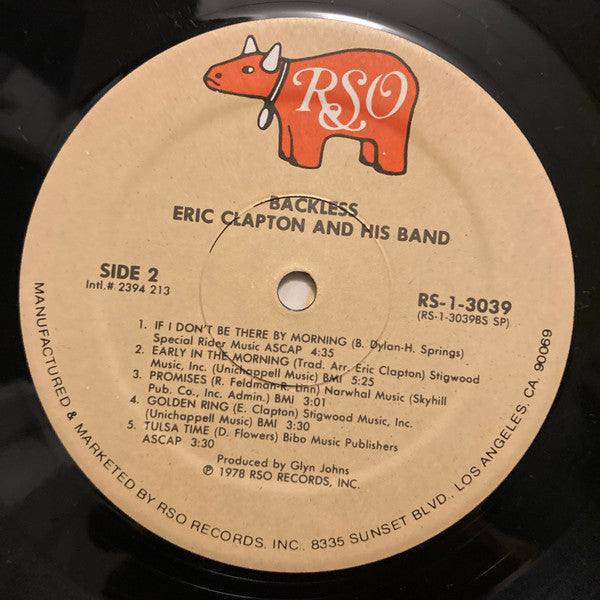 RSO
BACKLESS
ERIC CLAPTON AND HIS BAND
SIDE 2
Intl.# 2394 213
RS-1-3039
(RS-1-3039BS SP)
1. IF I DON'T BE THERE BY MORNING (B. Dylan-H. Springs)
Special Rider Music ASCAP 4:35
2. EARLY IN THE MORNING (Trad. Arr. Eric Clapton) Stigwood
Music, Inc. (Unichappell Music) BMI 5:25
3. PROMISES (R. Feldman-R. Linn) Narwhal Music (Skyhill
Pub. Co., Inc. Admin.) BMI 3:01
4. GOLDEN RING (E. Clapton) Stigwood Music, Inc.
(Unichappell Music) BMI 3:30
5. TULSA TIME (D. Flowers) Bibo Music Publishers
ASCAP 3:30
Produced by Glyn Johns
℗ 1978 RSO RECORDS, INC.
MANUFACTURED & MARKETED BY RSO RECORDS, INC., 8335 SUNSET BLVD., LOS ANGELES, CA. 90069